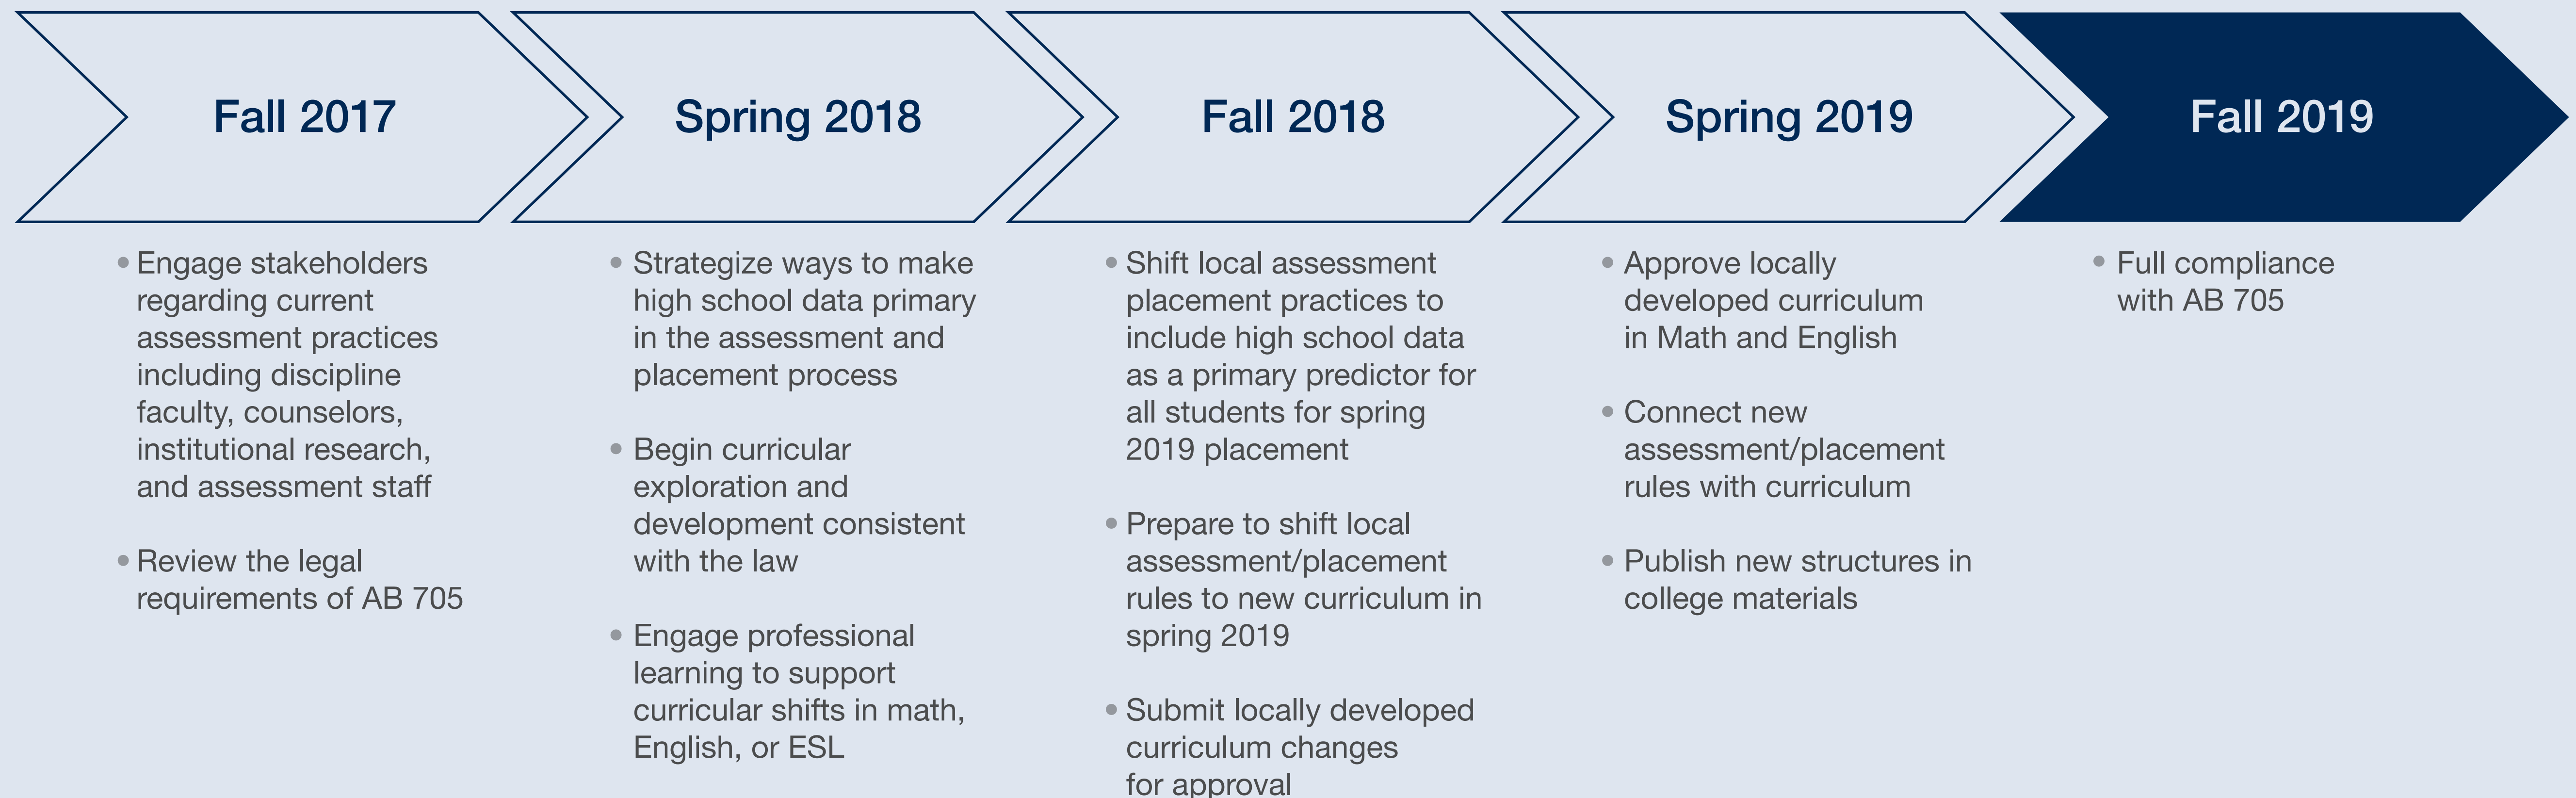 Fall 2017
Spring 2018
Fall 2018
Spring 2019
Fall 2019
• Engage stakeholders
regarding current
assessment practices
including discipline
faculty, counselors,
institutional research,
and assessment staff
• Review the legal
requirements of AB 705
• Strategize ways to make
high school data primary
in the assessment and
placement process
• Begin curricular
exploration and
development consistent
with the law
• Engage professional
learning to support
curricular shifts in math,
English, or ESL
• Shift local assessment
placement practices to
include high school data
as a primary predictor for
all students for spring
2019 placement
• Prepare to shift local
assessment/placement
rules to new curriculum in
spring 2019
• Submit locally developed
curriculum changes
for approval
• Approve locally
developed curriculum
in Math and English
• Connect new
assessment/placement
rules with curriculum
• Publish new structures in
college materials
• Full compliance
with AB 705